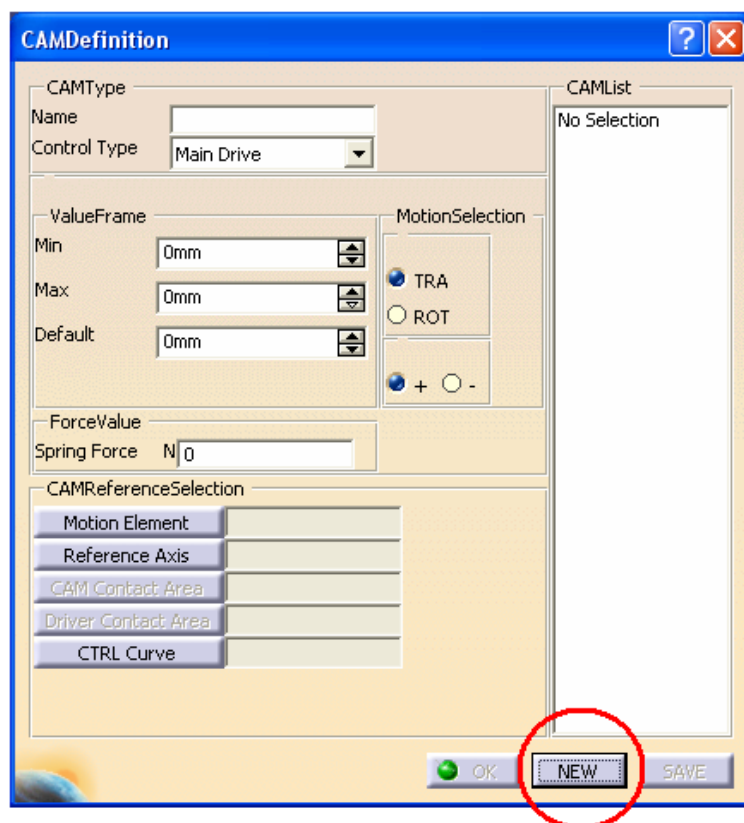 CAMDefinition
CAMType
Name
Control Type Main Drive
CAMList
No Selection
ValueFrame
Min 0mm
Max 0mm
Default 0mm
MotionSelection
TRA
ROT
+ -
ForceValue
Spring Force N 0
CAMReferenceSelection
Motion Element
Reference Axis
CAM Contact Area
Driver Contact Area
CTRL Curve
OK NEW SAVE